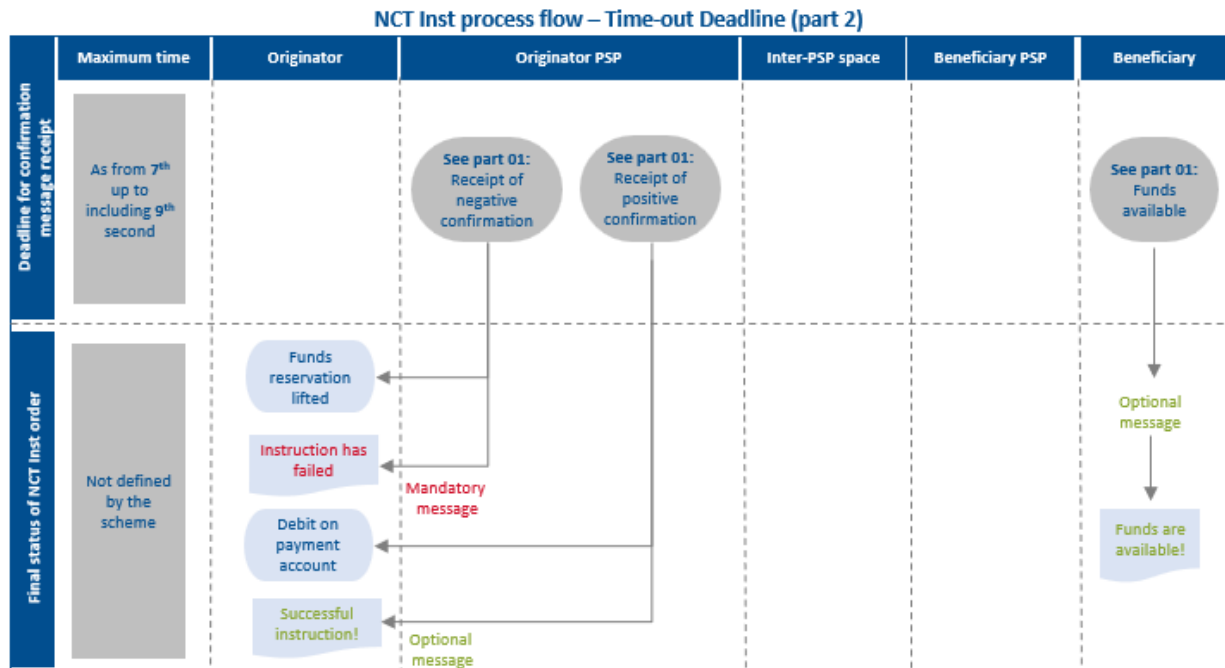 NCT Inst process flow – Time-out Deadline (part 2)
Maximum time
Originator
Originator PSP
Inter-PSP space
Beneficiary PSP
Beneficiary
Deadline for confirmation
message receipt
As from 7th
up to
including 9th
second
See part 01:
Receipt of
negative
confirmation
See part 01:
Receipt of
positive
confirmation
See part 01:
Funds
available
Final status of NCT Inst order
Not defined
by the
scheme
Funds
reservation
lifted
Instruction has
failed
Mandatory
message
Debit on
payment
account
Successful
instruction!
Optional
message
Optional
message
Funds are
available!